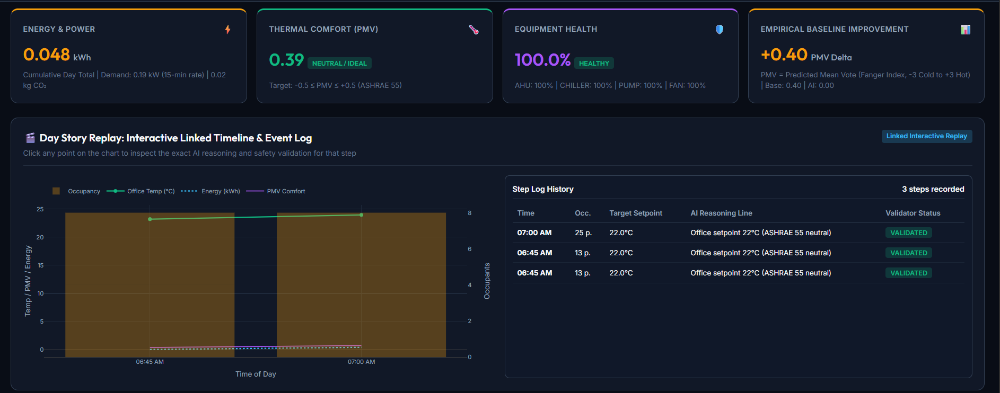 ENERGY & POWER
0.048 kWh
Cumulative Day Total | Demand: 0.19 kW (15-min rate) | 0.02
kg CO₂
THERMAL COMFORT (PMV)
0.39 NEUTRAL / IDEAL
Target: -0.5 ≤ PMV ≤ +0.5 (ASHRAE 55)
EQUIPMENT HEALTH
100.0% HEALTHY
AHU: 100% | CHILLER: 100% | PUMP: 100% | FAN: 100%
EMPIRICAL BASELINE IMPROVEMENT
+0.40 PMV Delta
PMV = Predicted Mean Vote (Fanger Index, -3 Cold to +3 Hot)
| Base: 0.40 | AI: 0.00
Day Story Replay: Interactive Linked Timeline & Event Log
Linked Interactive Replay
Click any point on the chart to inspect the exact AI reasoning and safety validation for that step
Occupancy Office Temp (°C) Energy (kWh) PMV Comfort
Temp / PMV / Energy
25
20
15
10
5
0
8
6
4
2
0
Occupants
06:45 AM 07:00 AM
Time of Day
Step Log History 3 steps recorded
Time Occ. Target Setpoint AI Reasoning Line Validator Status
07:00 AM 25 p. 22.0°C Office setpoint 22°C (ASHRAE 55 neutral) VALIDATED
06:45 AM 13 p. 22.0°C Office setpoint 22°C (ASHRAE 55 neutral) VALIDATED
06:45 AM 13 p. 22.0°C Office setpoint 22°C (ASHRAE 55 neutral) VALIDATED